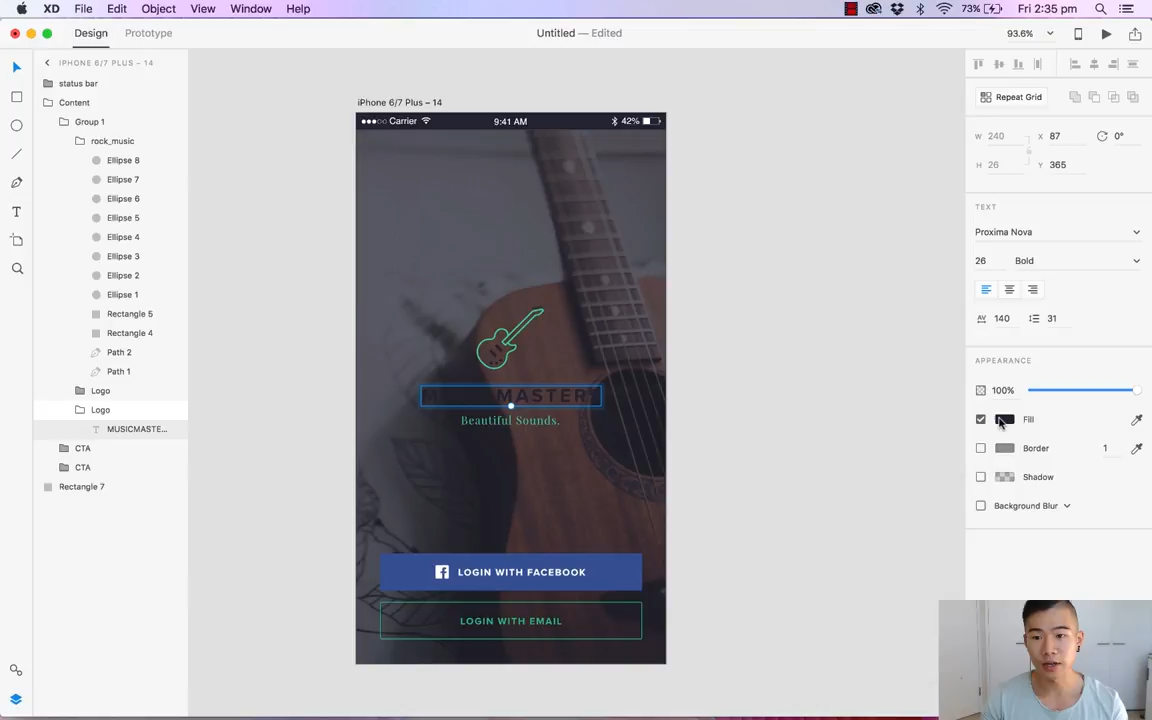 XD File Edit Object View Window Help
73% Fri 2:35 pm
Design Prototype
Untitled — Edited
93.6%
IPHONE 6/7 PLUS – 14
status bar
Content
Group 1
rock_music
Ellipse 8
Ellipse 7
Ellipse 6
Ellipse 5
Ellipse 4
Ellipse 3
Ellipse 2
Ellipse 1
Rectangle 5
Rectangle 4
Path 2
Path 1
Logo
Logo
MUSICMASTE...
CTA
CTA
Rectangle 7
iPhone 6/7 Plus – 14
Carrier 9:41 AM 42%
MASTER
Beautiful Sounds.
LOGIN WITH FACEBOOK
LOGIN WITH EMAIL
Repeat Grid
W 240 X 87 0°
H 26 Y 365
TEXT
Proxima Nova
26 Bold
AV 140 31
APPEARANCE
100%
Fill
Border 1
Shadow
Background Blur